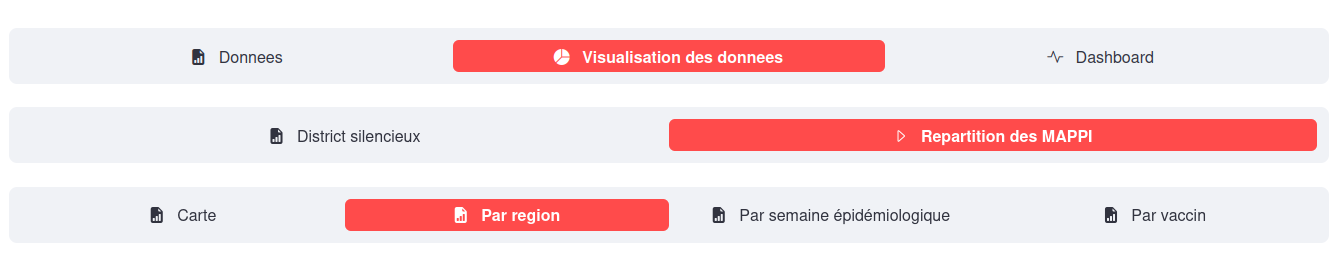 Donnees Visualisation des donnees Dashboard
District silencieux Repartition des MAPPI
Carte Par region Par semaine épidémiologique Par vaccin